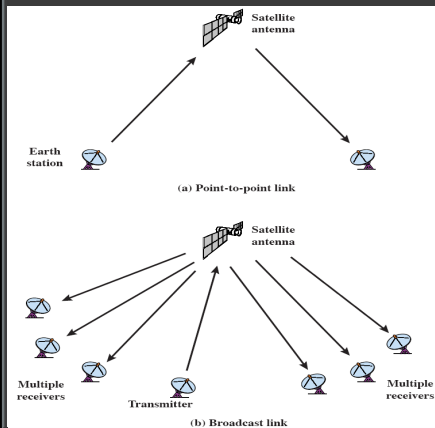 Satellite
antenna
Earth
station
(a) Point-to-point link
Satellite
antenna
Multiple
receivers
Transmitter
Multiple
receivers
(b) Broadcast link